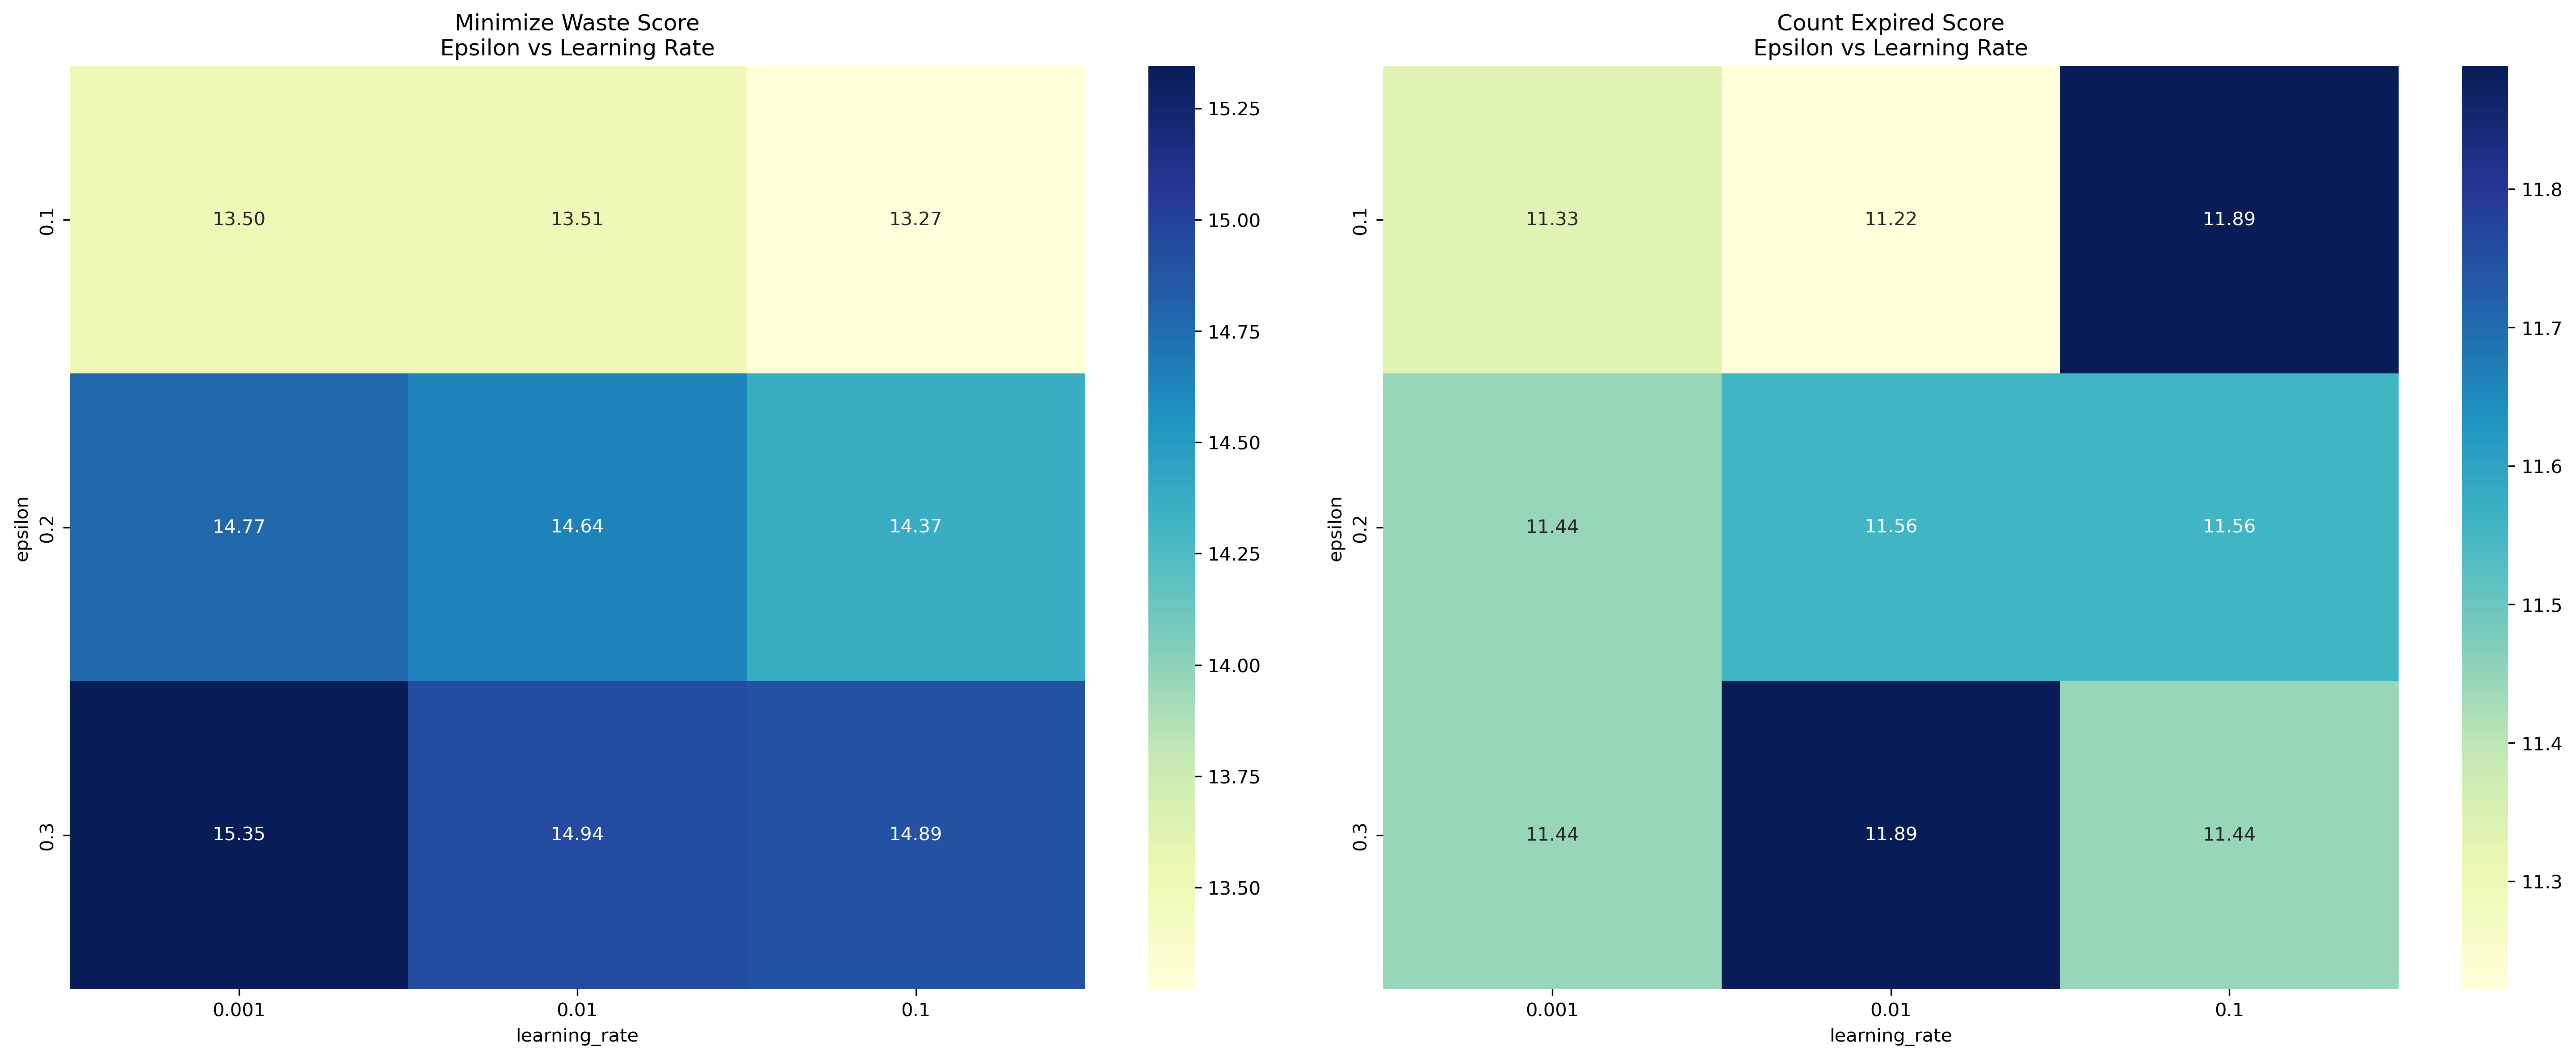 Minimize Waste Score
Epsilon vs Learning Rate
epsilon
0.1
13.50 13.51 13.27
0.2
14.77 14.64 14.37
0.3
15.35 14.94 14.89
0.001 0.01 0.1
learning_rate
15.25
15.00
14.75
14.50
14.25
14.00
13.75
13.50
Count Expired Score
Epsilon vs Learning Rate
epsilon
0.1
11.33 11.22 11.89
0.2
11.44 11.56 11.56
0.3
11.44 11.89 11.44
0.001 0.01 0.1
learning_rate
11.8
11.7
11.6
11.5
11.4
11.3